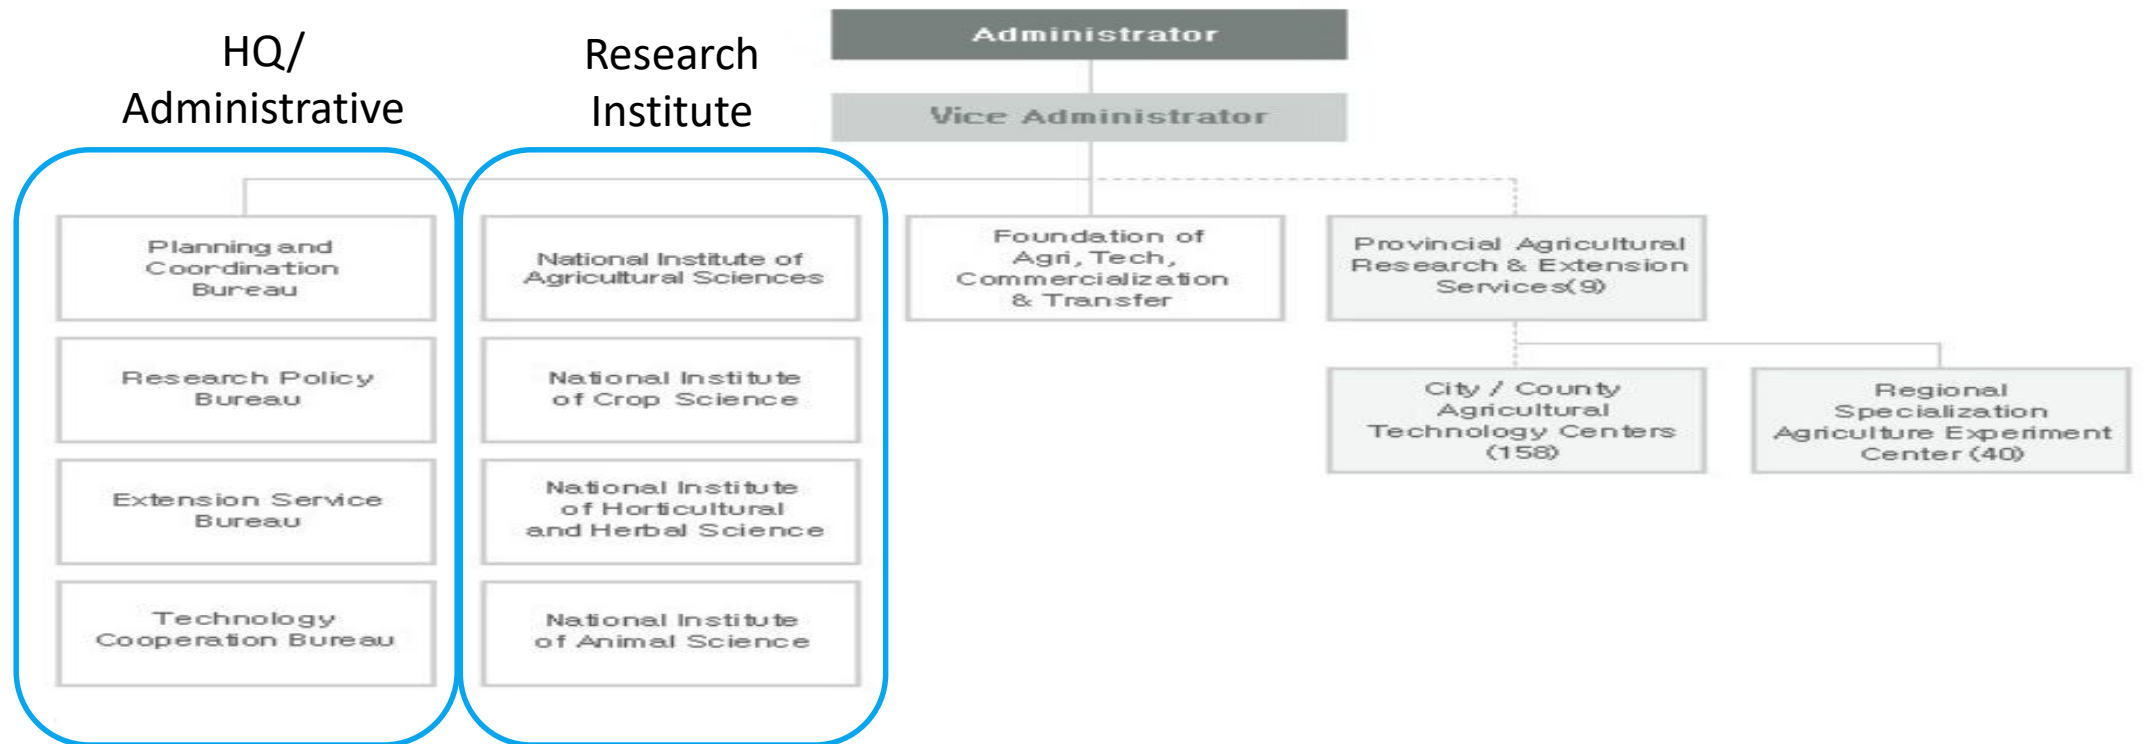 HQ/
Administrative
Research
Institute
Administrator
Vice Administrator
Planning and
Coordination
Bureau
Research Policy
Bureau
Extension Service
Bureau
Technology
Cooperation Bureau
National Institute of
Agricultural Sciences
National Institute
of Crop Science
National Institute
of Horticultural
and Herbal Science
National Institute
of Animal Science
Foundation of
Agri, Tech,
Commercialization
& Transfer
Provincial Agricultural
Research & Extension
Services(9)
City / County
Agricultural
Technology Centers
(158)
Regional
Specialization
Agriculture Experiment
Center (40)